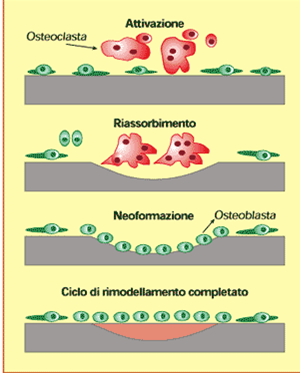 Attivazione
Osteoclasta
Riassorbimento
Neoformazione
Osteoblasta
Ciclo di rimodellamento completato